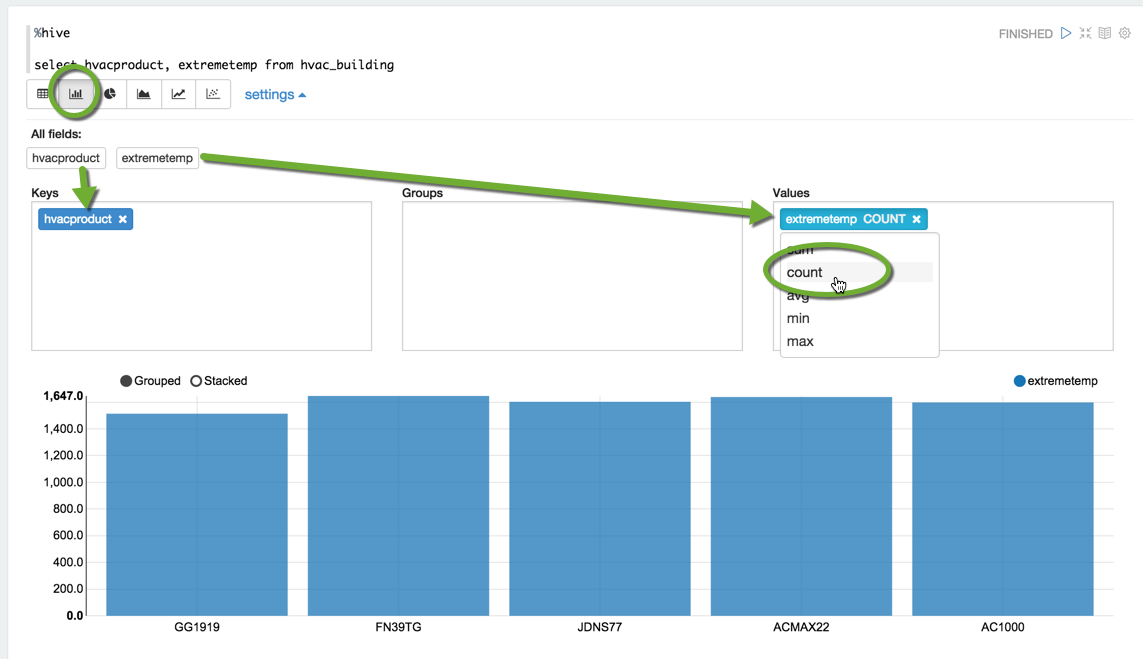 %hive
FINISHED
select hvacproduct, extremetemp from hvac_building
settings
All fields:
hvacproduct extremetemp
Keys Groups Values
hvacproduct × extremetemp COUNT ×
sum
count
avg
min
max
Grouped Stacked extremetemp
1,647.0
1,400.0
1,200.0
1,000.0
800.0
600.0
400.0
200.0
0.0
GG1919 FN39TG JDNS77 ACMAX22 AC1000